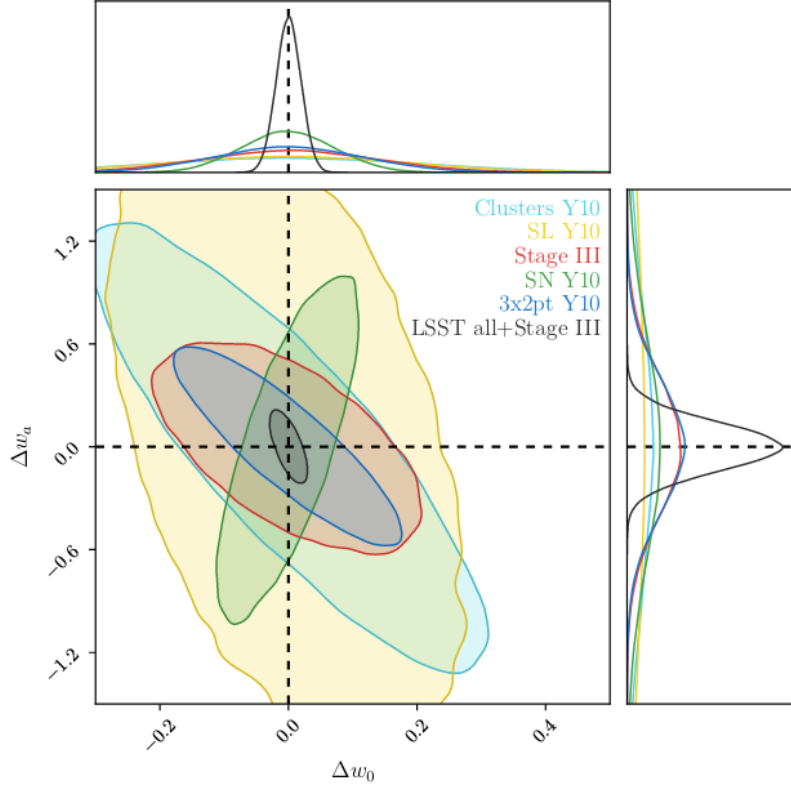 Clusters Y10
SL Y10
Stage III
SN Y10
3x2pt Y10
LSST all+Stage III
1.2
0.6
0.0
−0.6
−1.2
Δw_a
−0.2
0.0
0.2
0.4
Δw_0